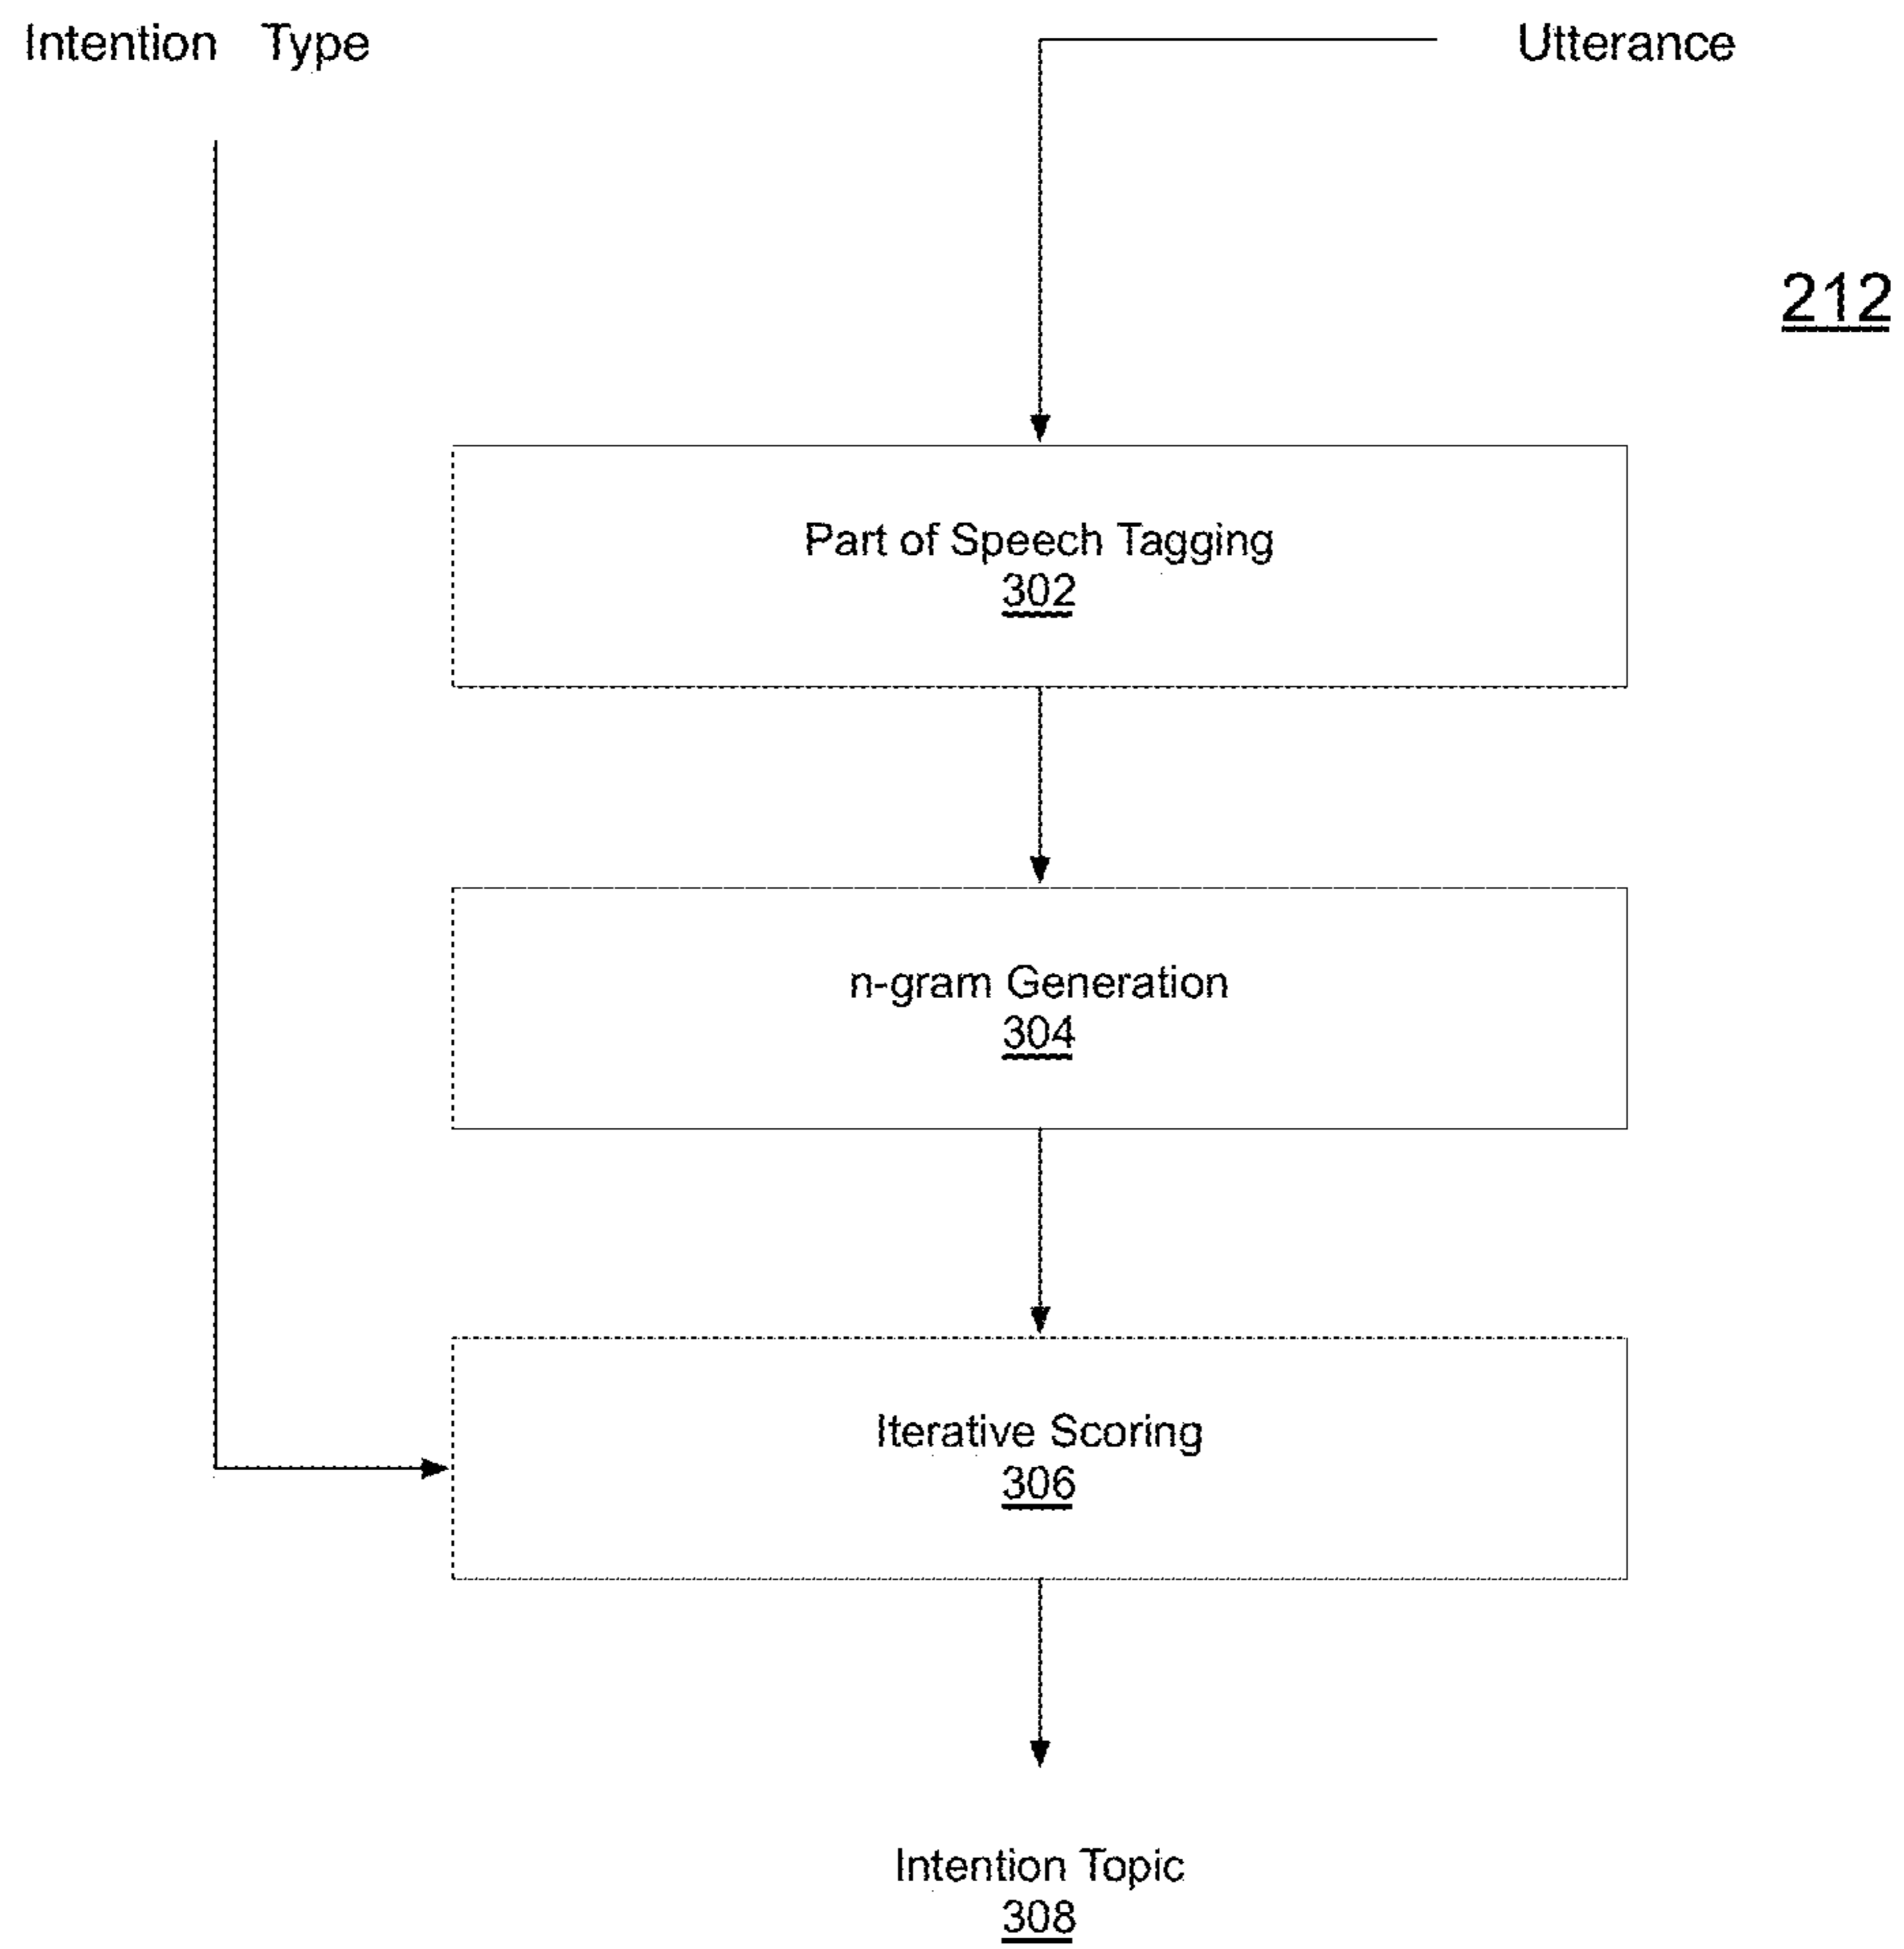 Intention Type
Utterance
212
Part of Speech Tagging
302
n-gram Generation
304
Iterative Scoring
306
Intention Topic
308